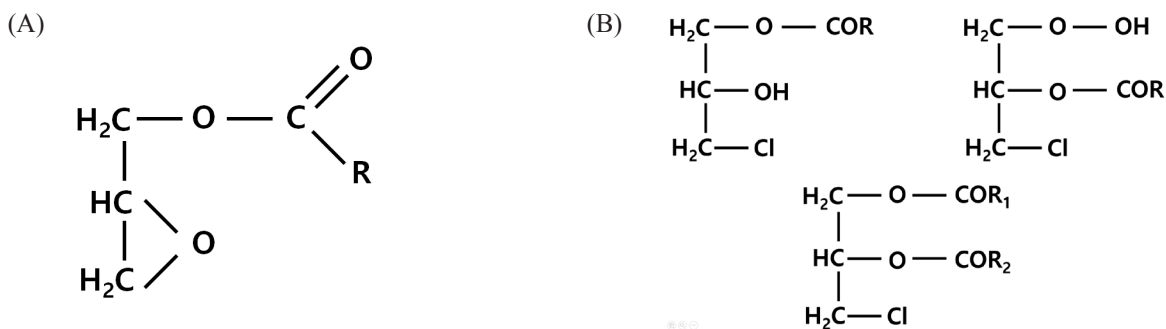 (A)
O
H₂C O C
R
HC
O
H₂C
(B)
H₂C O COR
HC OH
H₂C Cl
H₂C O OH
HC O COR
H₂C Cl
H₂C O COR₁
HC O COR₂
H₂C Cl